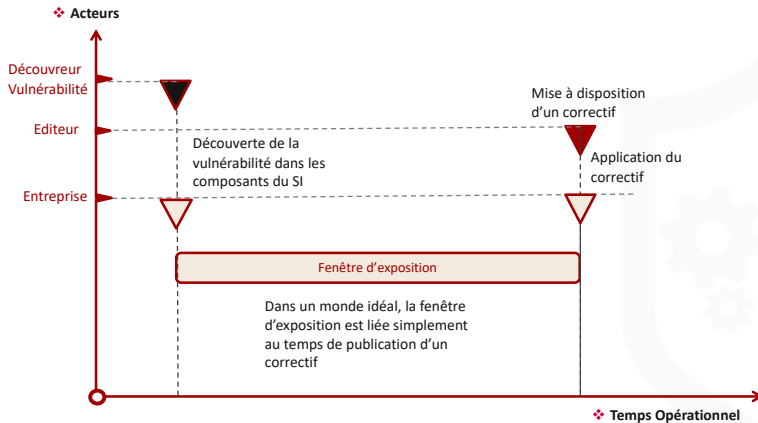 ❖ Acteurs
Découvreur
Vulnérabilité
Mise à disposition
d'un correctif
Editeur
Découverte de la
vulnérabilité dans les
composants du SI
Application du
correctif
Entreprise
Fenêtre d'exposition
Dans un monde idéal, la fenêtre
d'exposition est liée simplement
au temps de publication d'un
correctif
❖ Temps Opérationnel